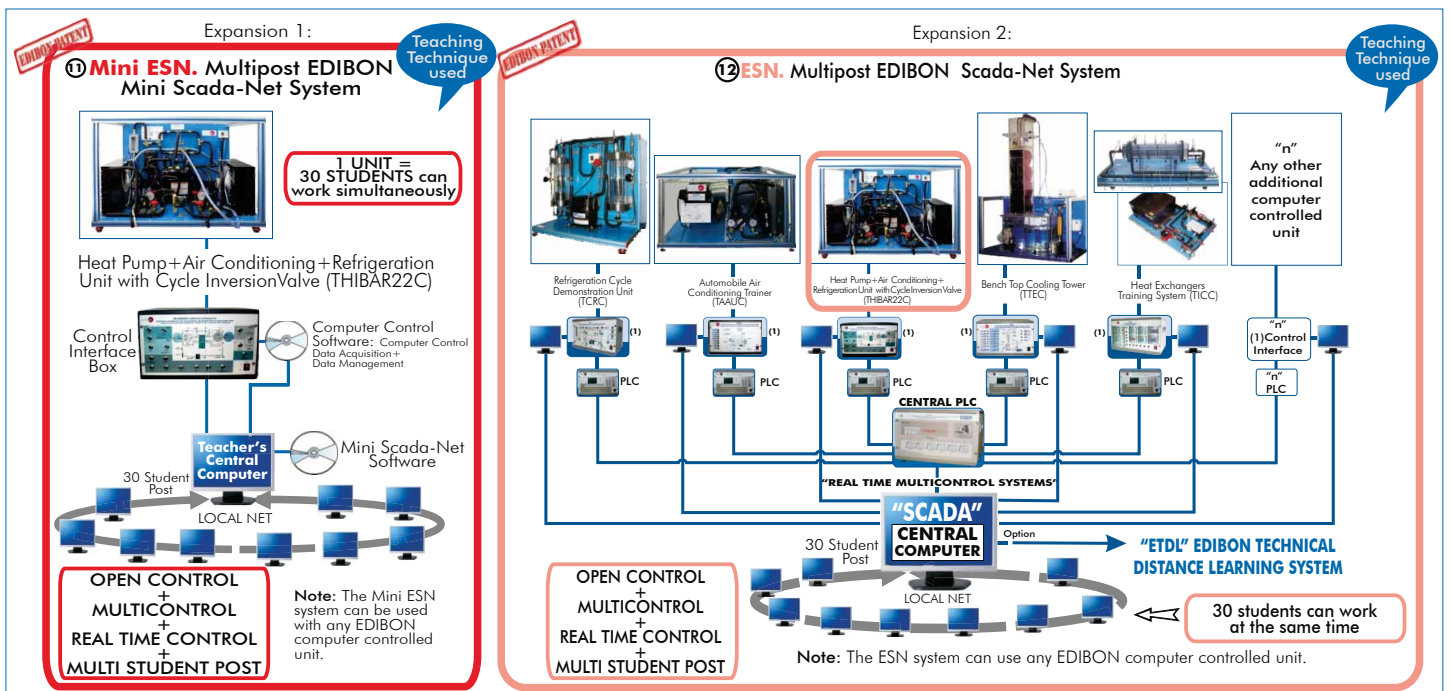 Expansion 1:
EDIBON PATENT
Teaching
Technique
used
⑪ Mini ESN. Multipost EDIBON
Mini Scada-Net System
1 UNIT =
30 STUDENTS can
work simultaneously
Heat Pump+Air Conditioning+Refrigeration
Unit with Cycle InversionValve (THIBAR22C)
Control
Interface
Box
Computer Control
Software: Computer Control
Data Acquisition+
Data Management
Teacher's
Central
Computer
Mini Scada-Net
Software
30 Student
Post
LOCAL NET
OPEN CONTROL
+
MULTICONTROL
+
REAL TIME CONTROL
+
MULTI STUDENT POST
Note: The Mini ESN
system can be used
with any EDIBON
computer controlled
unit.
Expansion 2:
EDIBON PATENT
Teaching
Technique
used
⑫ ESN. Multipost EDIBON Scada-Net System
"n"
Any other
additional
computer
controlled
unit
Refrigeration Cycle
Demonstration Unit
(TCRC)
Automobile Air
Conditioning Trainer
(TAAUC)
Heat Pump+Air Conditioning+
Refrigeration Unit with CycleInversionValve
(THIBAR22C)
Bench Top Cooling Tower
(TTEC)
Heat Exchangers
Training System (TICC)
(1)
(1)
(1)
(1)
(1)
"n"
(1)Control
Interface
PLC
PLC
PLC
PLC
PLC
"n"
PLC
CENTRAL PLC
"REAL TIME MULTICONTROL SYSTEMS"
"SCADA"
CENTRAL
COMPUTER
Option
"ETDL" EDIBON TECHNICAL
DISTANCE LEARNING SYSTEM
30 Student
Post
LOCAL NET
OPEN CONTROL
+
MULTICONTROL
+
REAL TIME CONTROL
+
MULTI STUDENT POST
30 students can work
at the same time
Note: The ESN system can use any EDIBON computer controlled unit.